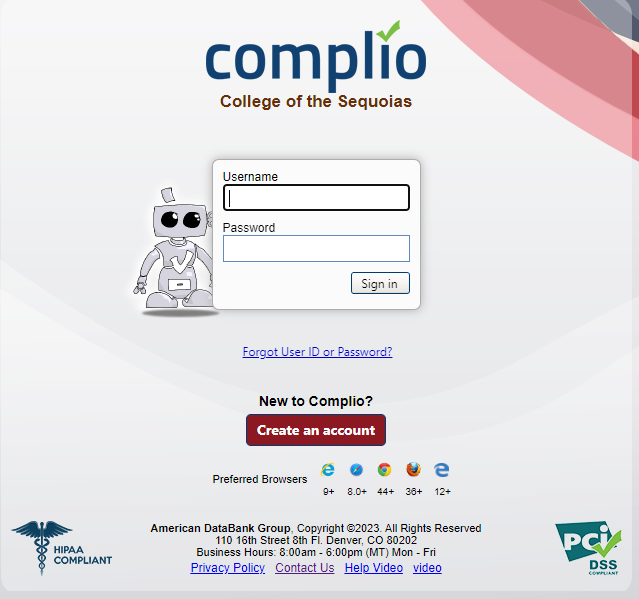 complio
College of the Sequoias
Username
Password
Sign in
Forgot User ID or Password?
New to Complio?
Create an account
Preferred Browsers
9+ 8.0+ 44+ 36+ 12+
American DataBank Group, Copyright ©2023. All Rights Reserved
110 16th Street 8th Fl. Denver, CO 80202
Business Hours: 8:00am - 6:00pm (MT) Mon - Fri
Privacy Policy Contact Us Help Video video
HIPAA
COMPLIANT
PCI
DSS
COMPLIANT